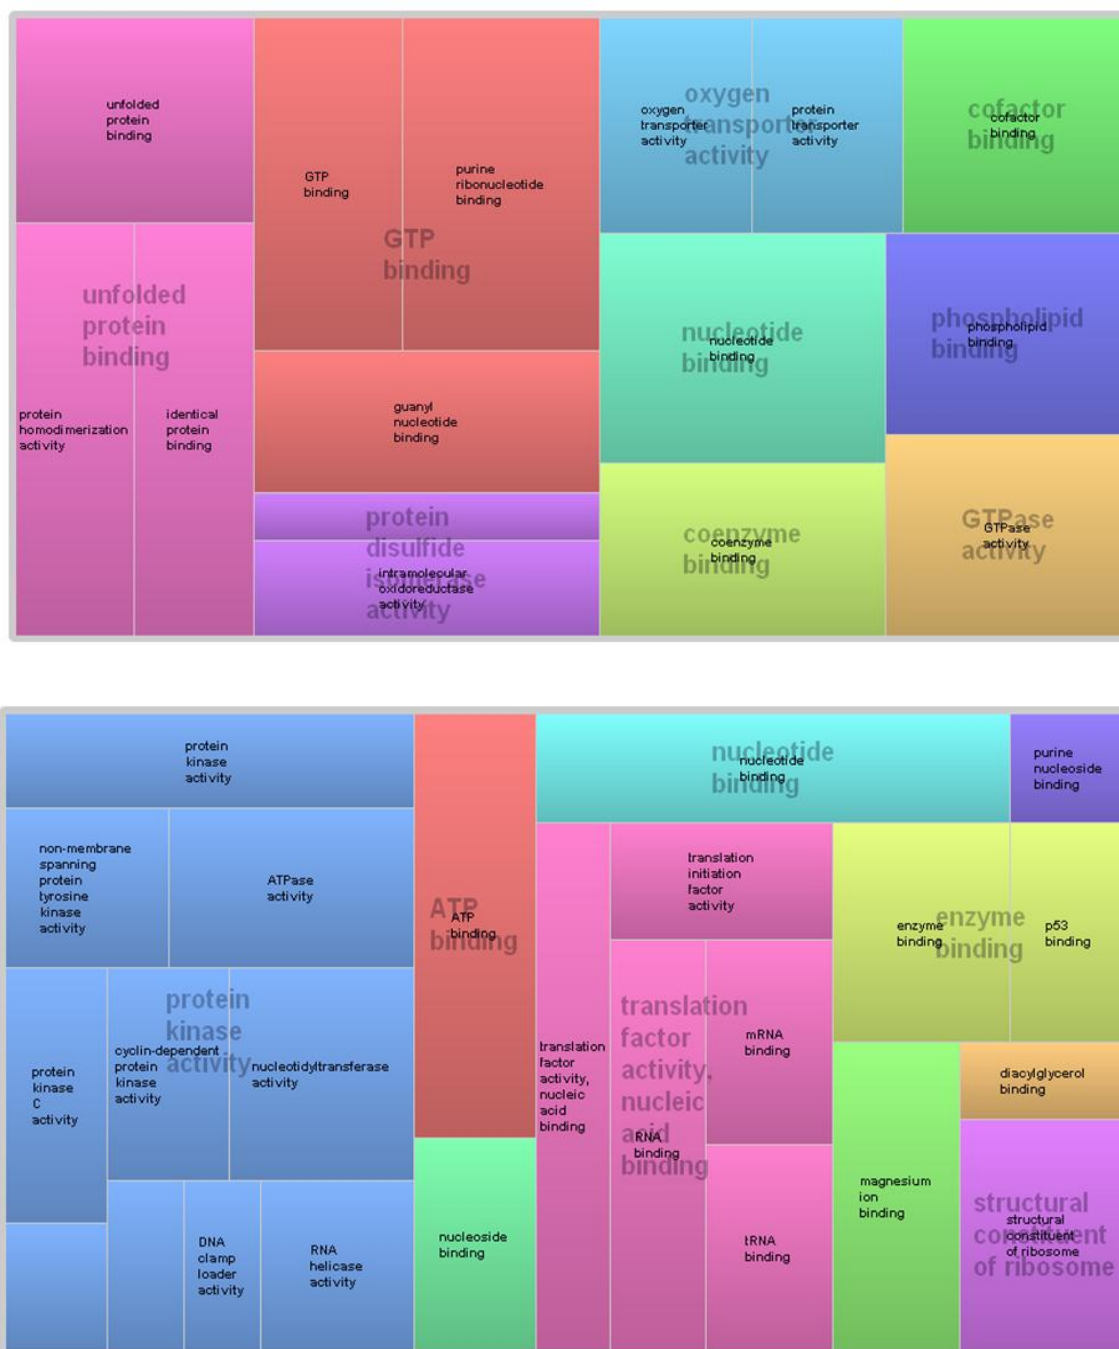 unfolded
protein
binding
unfolded
protein
binding
protein
homodimerization
activity
identical
protein
binding
GTP
binding
purine
ribonucleotide
binding
GTP
binding
guanyl
nucleotide
binding
protein
disulfide
isomerase
activity
intramolecular
oxidoreductase
activity
oxygen
transporter
activity
oxygen
transporter
activity
protein
transporter
activity
cofactor
binding
cofactor
binding
nucleotide
binding
nucleotide
binding
phospholipid
binding
phospholipid
binding
coenzyme
binding
coenzyme
binding
GTPase
activity
GTPase
activity
protein
kinase
activity
non-membrane
spanning
protein
tyrosine
kinase
activity
ATPase
activity
protein
kinase
activity
protein
kinase
C
activity
cyclin-dependent
protein
kinase
activity
nucleotidyltransferase
activity
DNA
clamp
loader
activity
RNA
helicase
activity
ATP
binding
ATP
binding
nucleoside
binding
nucleotide
binding
nucleotide
binding
purine
nucleoside
binding
translation
factor
activity,
nucleic
acid
binding
translation
initiation
factor
activity
translation
factor
activity,
nucleic
acid
binding
RNA
binding
mRNA
binding
tRNA
binding
enzyme
binding
enzyme
binding
p53
binding
magnesium
ion
binding
diacylglycerol
binding
structural
constituent
of ribosome
structural
constituent
of ribosome